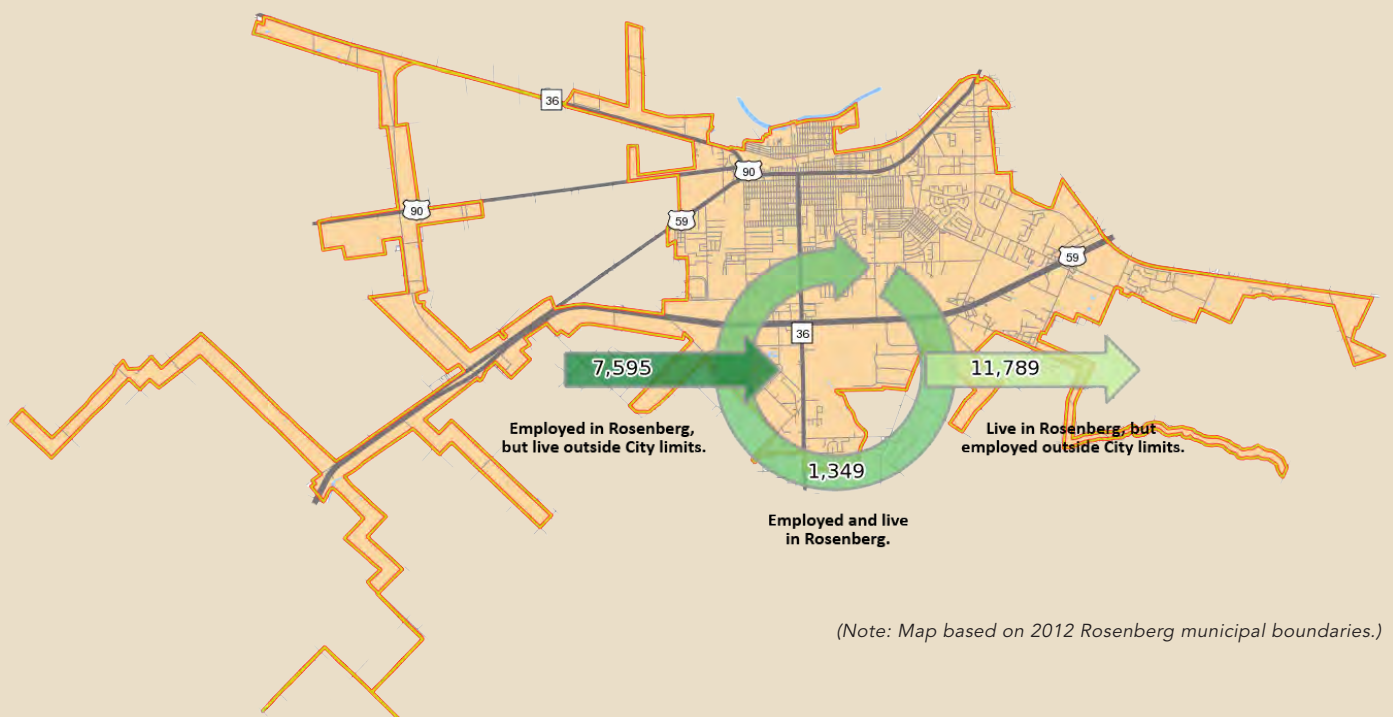 36
90
90
59
59
36
7,595
11,789
Employed in Rosenberg,
but live outside City limits.
Live in Rosenberg, but
employed outside City limits.
1,349
Employed and live
in Rosenberg.
(Note: Map based on 2012 Rosenberg municipal boundaries.)